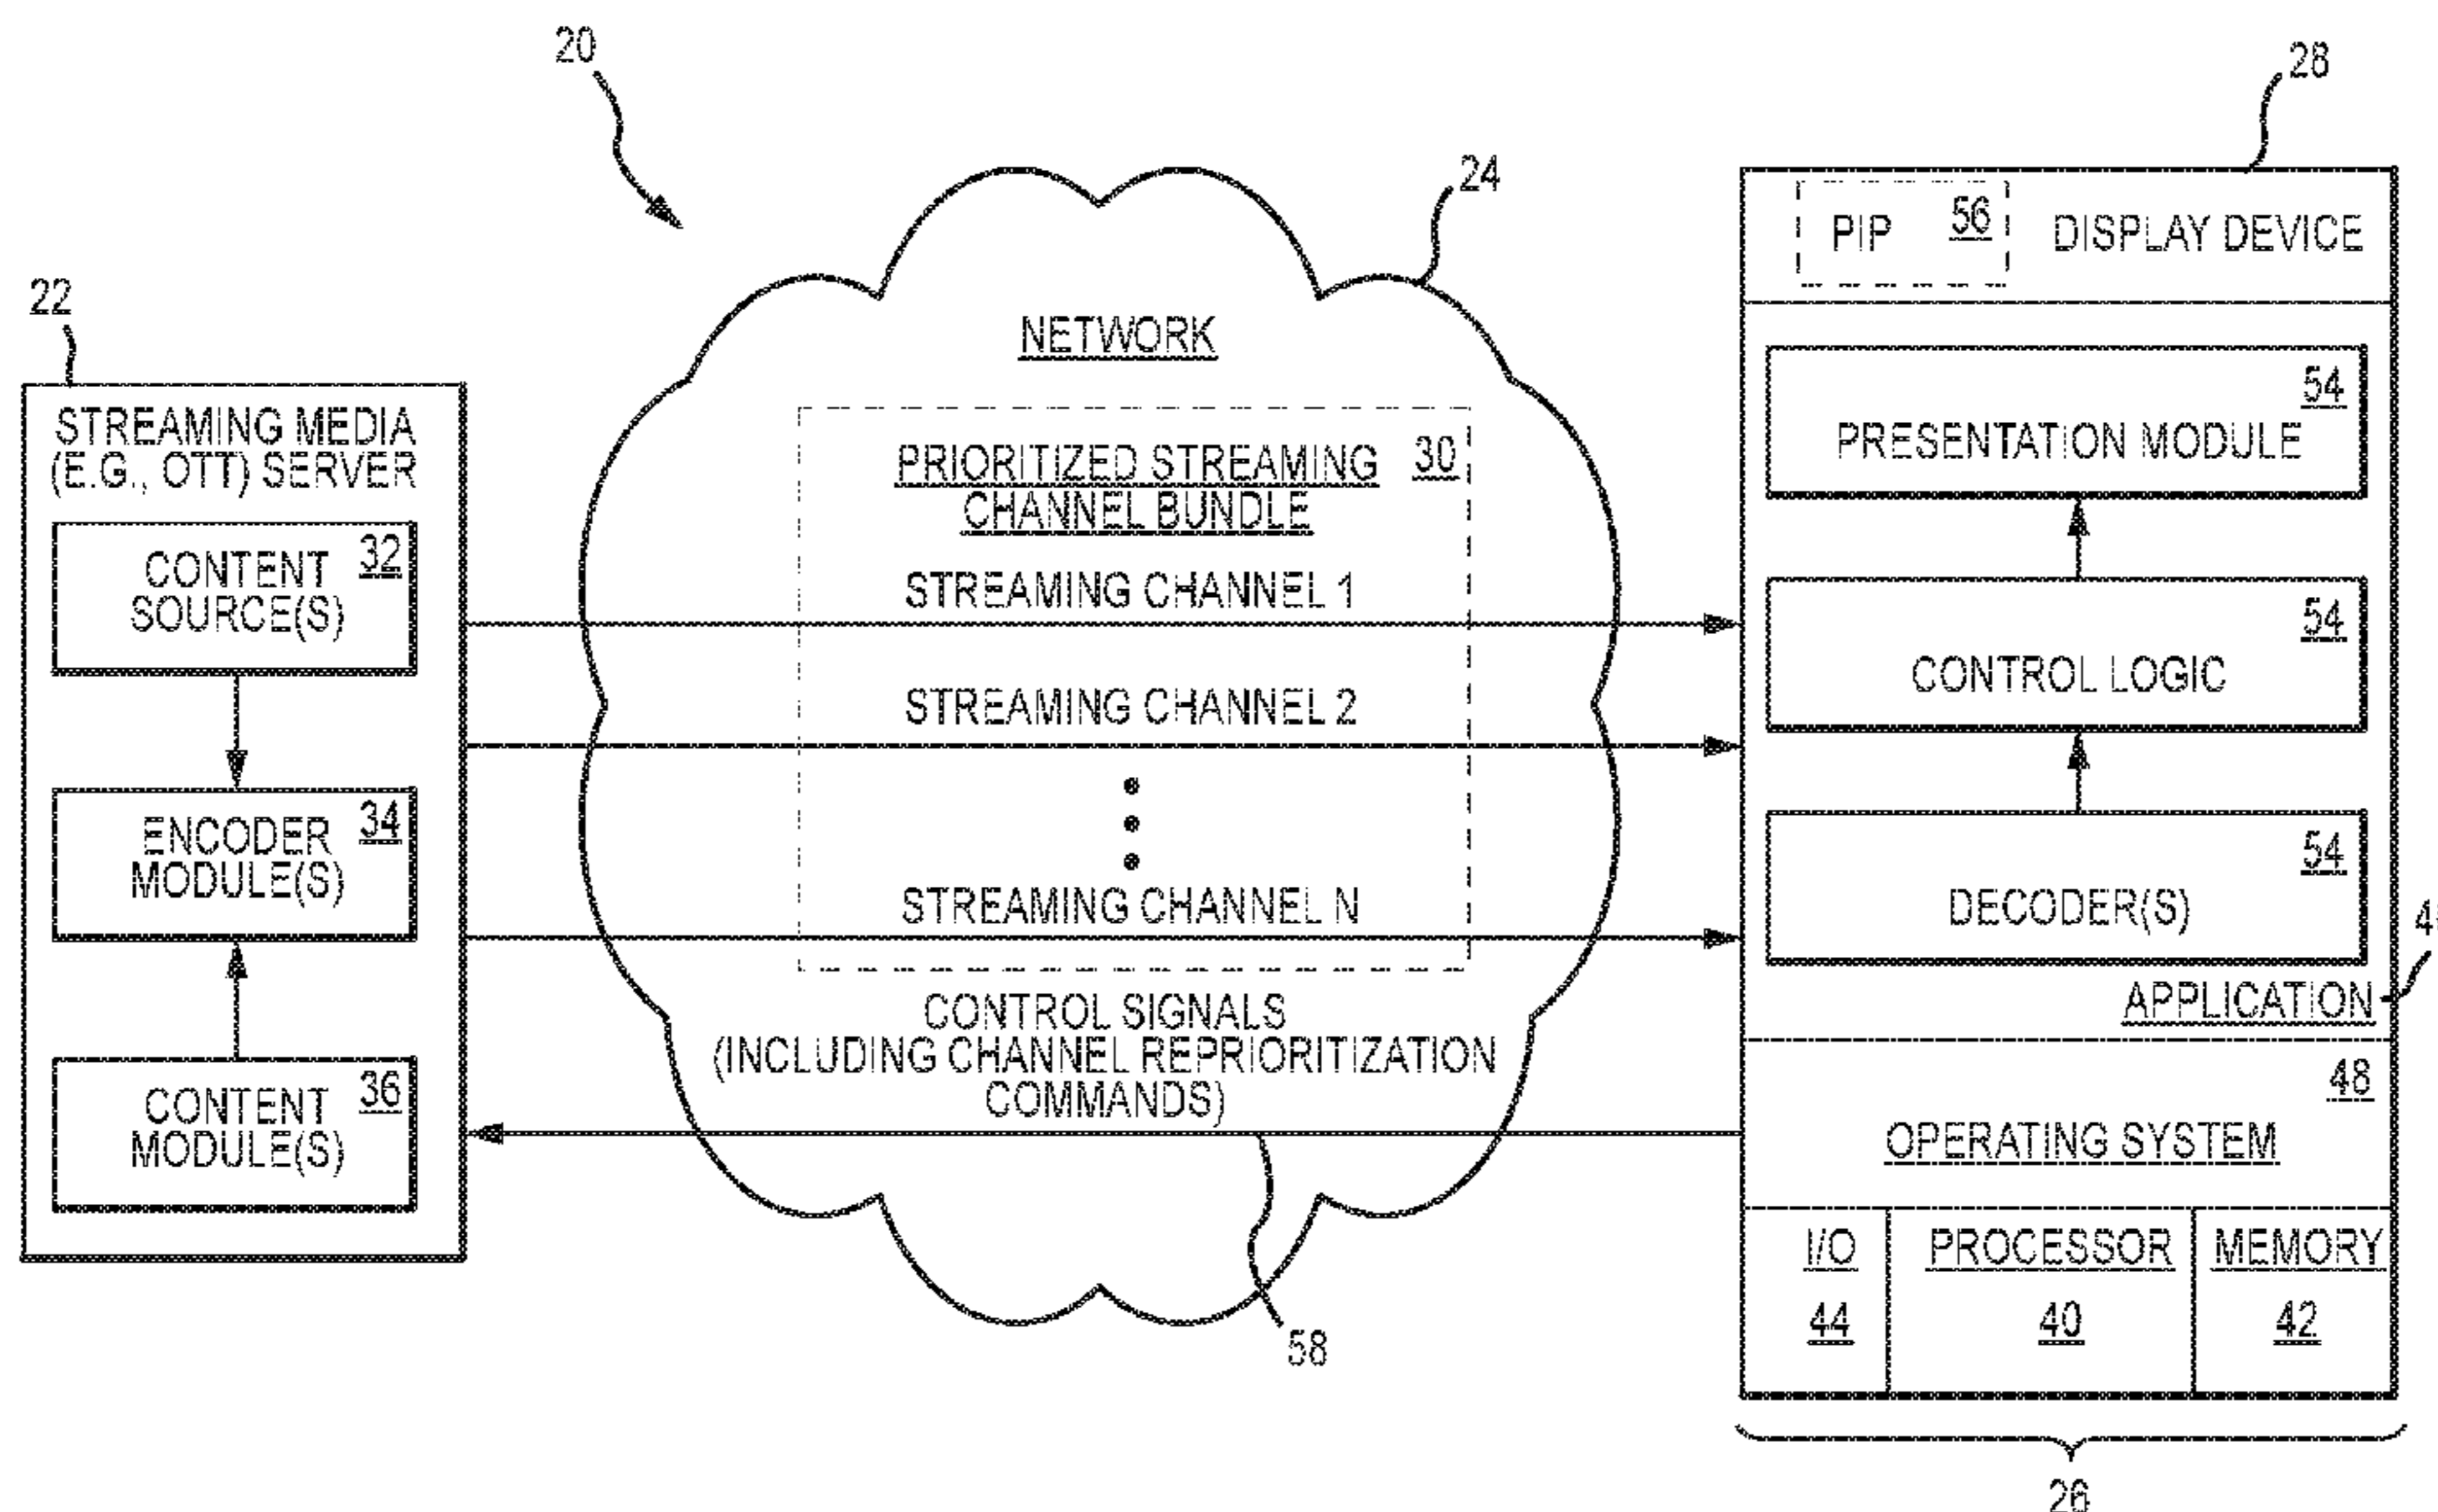 20
28
24
PIP 56 DISPLAY DEVICE
22
NETWORK
STREAMING MEDIA
(E.G., OTT) SERVER
CONTENT 32
SOURCE(S)
ENCODER 34
MODULE(S)
CONTENT 36
MODULE(S)
PRIORITIZED STREAMING 30
CHANNEL BUNDLE
STREAMING CHANNEL 1
STREAMING CHANNEL 2
STREAMING CHANNEL N
CONTROL SIGNALS
(INCLUDING CHANNEL REPRIORITIZATION
COMMANDS)
58
54
PRESENTATION MODULE
54
CONTROL LOGIC
54
DECODER(S)
APPLICATION
48
OPERATING SYSTEM
I/O PROCESSOR MEMORY
44 40 42
26